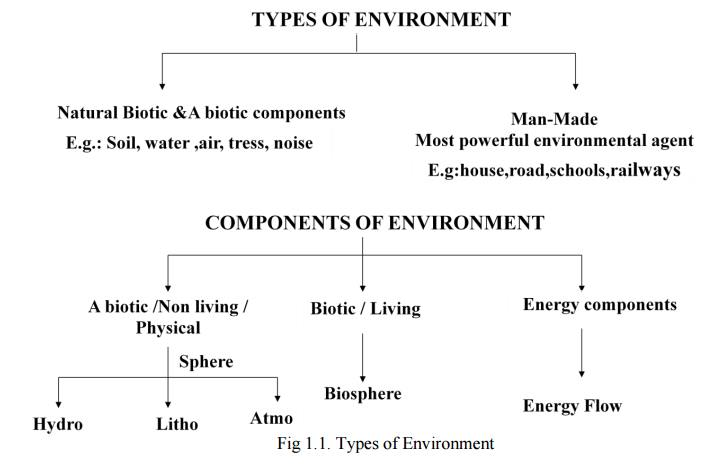 TYPES OF ENVIRONMENT
Natural Biotic &A biotic components
E.g.: Soil, water ,air, tress, noise
Man-Made
Most powerful environmental agent
E.g:house,road,schools,railways
COMPONENTS OF ENVIRONMENT
A biotic /Non living /
Physical
Biotic / Living
Energy components
Sphere
Hydro
Litho
Atmo
Biosphere
Energy Flow
Fig 1.1. Types of Environment